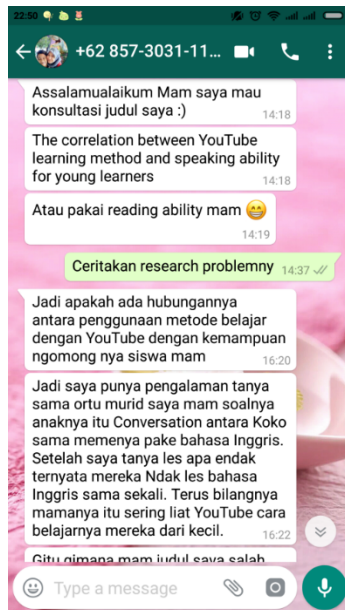 22:50
+62 857-3031-11...
Assalamualaikum Mam saya mau
konsultasi judul saya :)
14:18
The correlation between YouTube
learning method and speaking ability
for young learners
14:18
Atau pakai reading ability mam 😁
14:19
Ceritakan research problemny 14:37
Jadi apakah ada hubungannya
antara penggunaan metode belajar
dengan YouTube dengan kemampuan
ngomong nya siswa mam
16:20
Jadi saya punya pengalaman tanya
sama ortu murid saya mam soalnya
anaknya itu Conversation antara Koko
sama memenya pake bahasa Inggris.
Setelah saya tanya les apa endak
ternyata mereka Ndak les bahasa
Inggris sama sekali. Terus bilangnya
mamanya itu sering liat YouTube cara
belajarnya mereka dari kecil.
16:22
Gitu gimana mam judul saya salah
Type a message